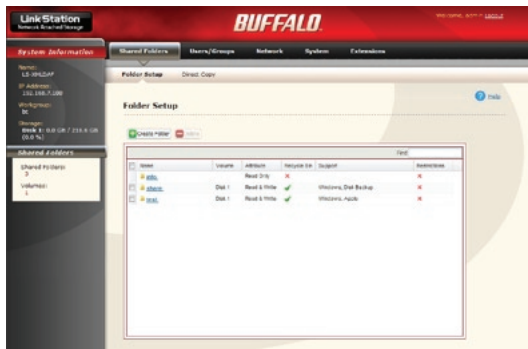 LinkStation
Network Attached Storage
BUFFALO
System Information
Shared Folders
Users/Groups
Network
System
Extensions
Folder Setup
Direct Copy
Name:
IP Address:
Workgroup:
Storage:
Disk 1:
Shared Folders
Shared Folders:
3
Volumes:
1
Folder Setup
Help
Create Folder
Find
Name
Volume
Attribute
Recycle Bin
Support
Restrictions
Read Only
share
Disk 1
Read & Write
Windows, Disk Backup
Disk 1
Read & Write
Windows, Apple